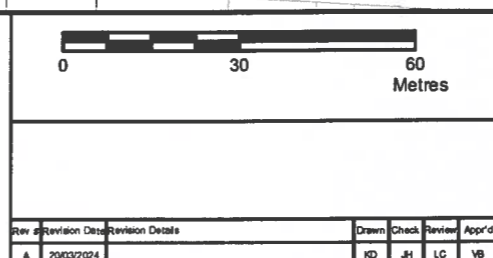 0 30 60
Metres
Rev # Revision Date Revision Details Drawn Check Review Appr'd
A 20/03/2024 KD JH LC VB